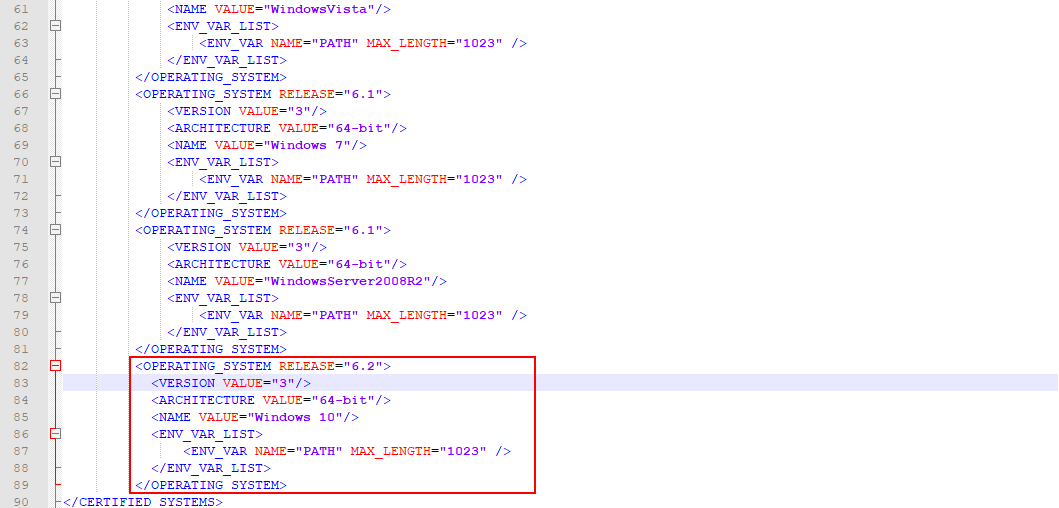 61 <NAME VALUE="WindowsVista"/>
62 <ENV_VAR_LIST>
63 <ENV_VAR NAME="PATH" MAX_LENGTH="1023" />
64 </ENV_VAR_LIST>
65 </OPERATING_SYSTEM>
66 <OPERATING_SYSTEM RELEASE="6.1">
67 <VERSION VALUE="3"/>
68 <ARCHITECTURE VALUE="64-bit"/>
69 <NAME VALUE="Windows 7"/>
70 <ENV_VAR_LIST>
71 <ENV_VAR NAME="PATH" MAX_LENGTH="1023" />
72 </ENV_VAR_LIST>
73 </OPERATING_SYSTEM>
74 <OPERATING_SYSTEM RELEASE="6.1">
75 <VERSION VALUE="3"/>
76 <ARCHITECTURE VALUE="64-bit"/>
77 <NAME VALUE="WindowsServer2008R2"/>
78 <ENV_VAR_LIST>
79 <ENV_VAR NAME="PATH" MAX_LENGTH="1023" />
80 </ENV_VAR_LIST>
81 </OPERATING_SYSTEM>
82 <OPERATING_SYSTEM RELEASE="6.2">
83 <VERSION VALUE="3"/>
84 <ARCHITECTURE VALUE="64-bit"/>
85 <NAME VALUE="Windows 10"/>
86 <ENV_VAR_LIST>
87 <ENV_VAR NAME="PATH" MAX_LENGTH="1023" />
88 </ENV_VAR_LIST>
89 </OPERATING_SYSTEM>
90 </CERTIFIED_SYSTEMS>